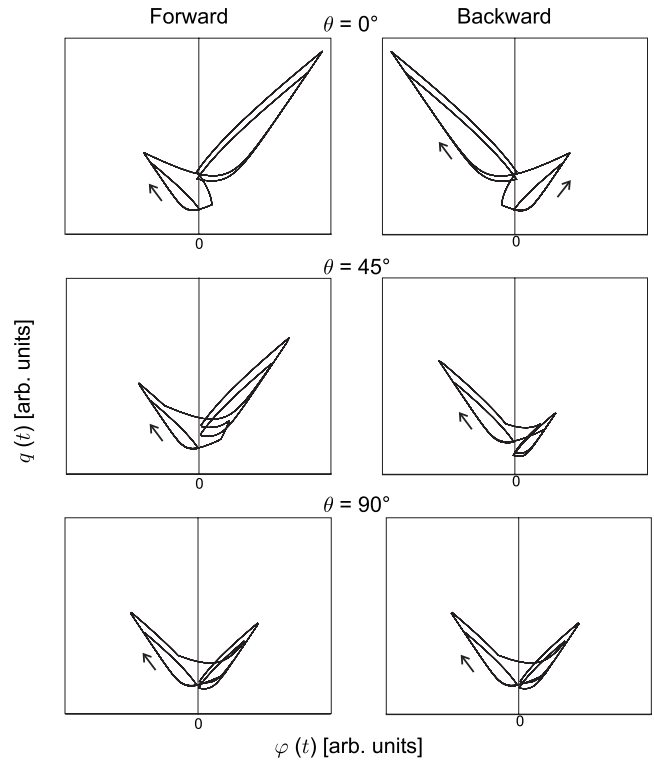 Forward
θ = 0°
Backward
0
0
θ = 45°
0
0
θ = 90°
0
0
q (t) [arb. units]
φ (t) [arb. units]